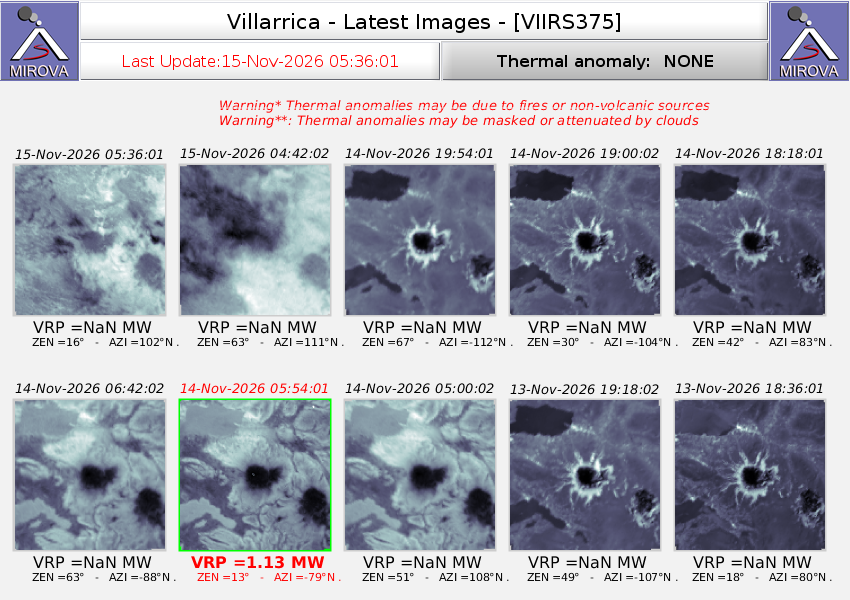 Villarrica - Latest Images - [VIIRS375]
MIROVA
Last Update:15-Nov-2026 05:36:01
Thermal anomaly: NONE
MIROVA
Warning* Thermal anomalies may be due to fires or non-volcanic sources
Warning**: Thermal anomalies may be masked or attenuated by clouds
15-Nov-2026 05:36:01 15-Nov-2026 04:42:02 14-Nov-2026 19:54:01 14-Nov-2026 19:00:02 14-Nov-2026 18:18:01
VRP =NaN MW VRP =NaN MW VRP =NaN MW VRP =NaN MW VRP =NaN MW
ZEN =16° - AZI =102°N . ZEN =63° - AZI =111°N . ZEN =67° - AZI =-112°N . ZEN =30° - AZI =-104°N . ZEN =42° - AZI =83°N .
14-Nov-2026 06:42:02 14-Nov-2026 05:54:01 14-Nov-2026 05:00:02 13-Nov-2026 19:18:02 13-Nov-2026 18:36:01
VRP =NaN MW VRP =1.13 MW VRP =NaN MW VRP =NaN MW VRP =NaN MW
ZEN =63° - AZI =-88°N . ZEN =13° - AZI =-79°N . ZEN =51° - AZI =108°N . ZEN =49° - AZI =-107°N . ZEN =18° - AZI =80°N .